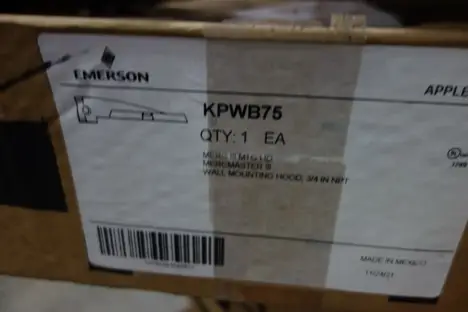 EMERSON
APPLE
KPWB75
QTY: 1 EA
WALL MOUNTING HOOD, 3/4 IN NPT
MADE IN MEXICO